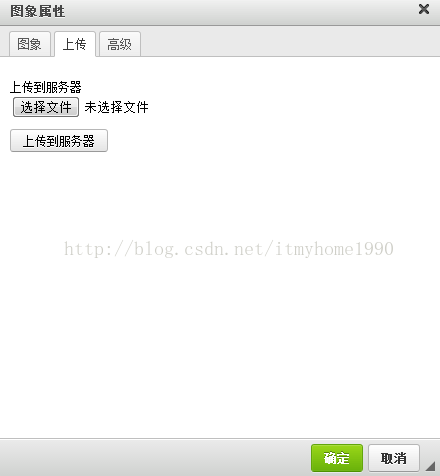 图象属性
图象 上传 高级
上传到服务器
选择文件 未选择文件
上传到服务器
http://blog.csdn.net/itmyhome1990
确定 取消